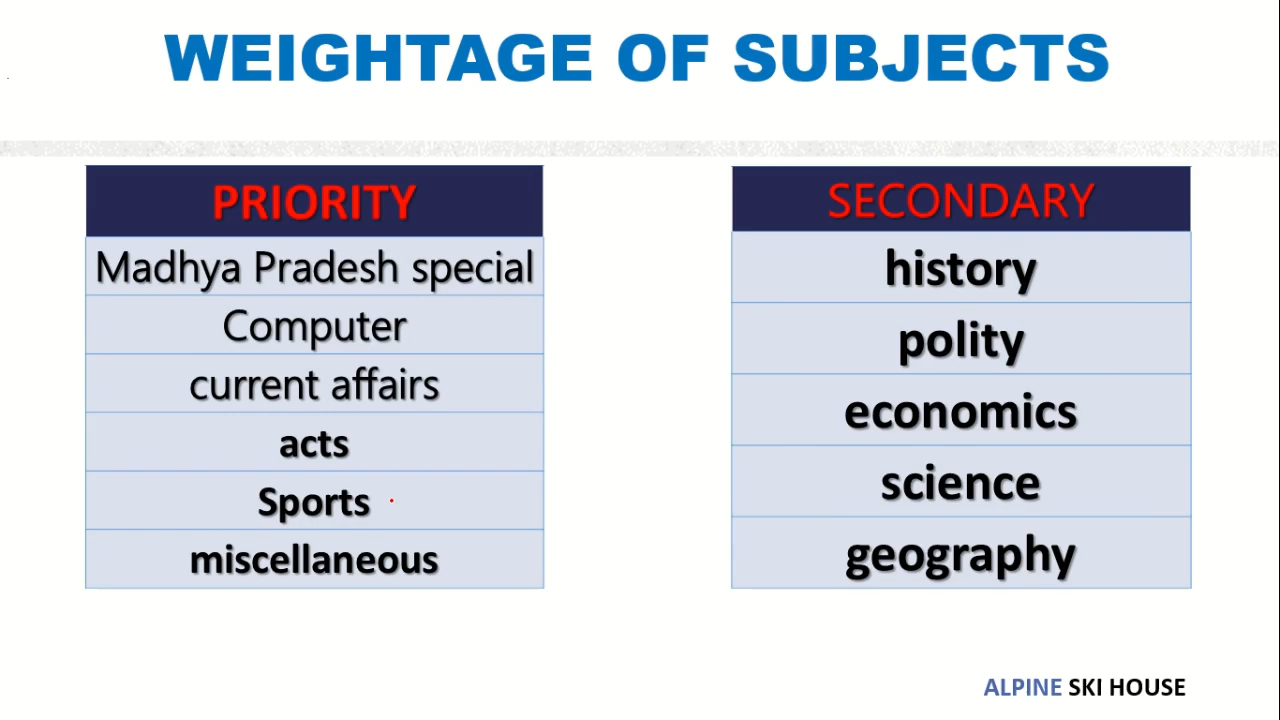 WEIGHTAGE OF SUBJECTS
PRIORITY
Madhya Pradesh special
Computer
current affairs
acts
Sports
miscellaneous
SECONDARY
history
polity
economics
science
geography
ALPINE SKI HOUSE